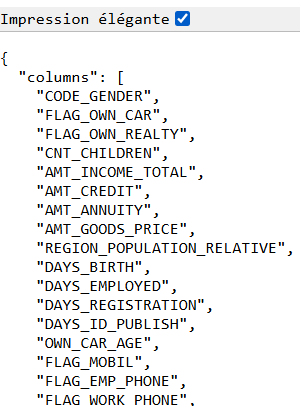 Impression élégante
{
"columns": [
"CODE_GENDER",
"FLAG_OWN_CAR",
"FLAG_OWN_REALTY",
"CNT_CHILDREN",
"AMT_INCOME_TOTAL",
"AMT_CREDIT",
"AMT_ANNUITY",
"AMT_GOODS_PRICE",
"REGION_POPULATION_RELATIVE",
"DAYS_BIRTH",
"DAYS_EMPLOYED",
"DAYS_REGISTRATION",
"DAYS_ID_PUBLISH",
"OWN_CAR_AGE",
"FLAG_MOBIL",
"FLAG_EMP_PHONE",
"FLAG_WORK_PHONE",